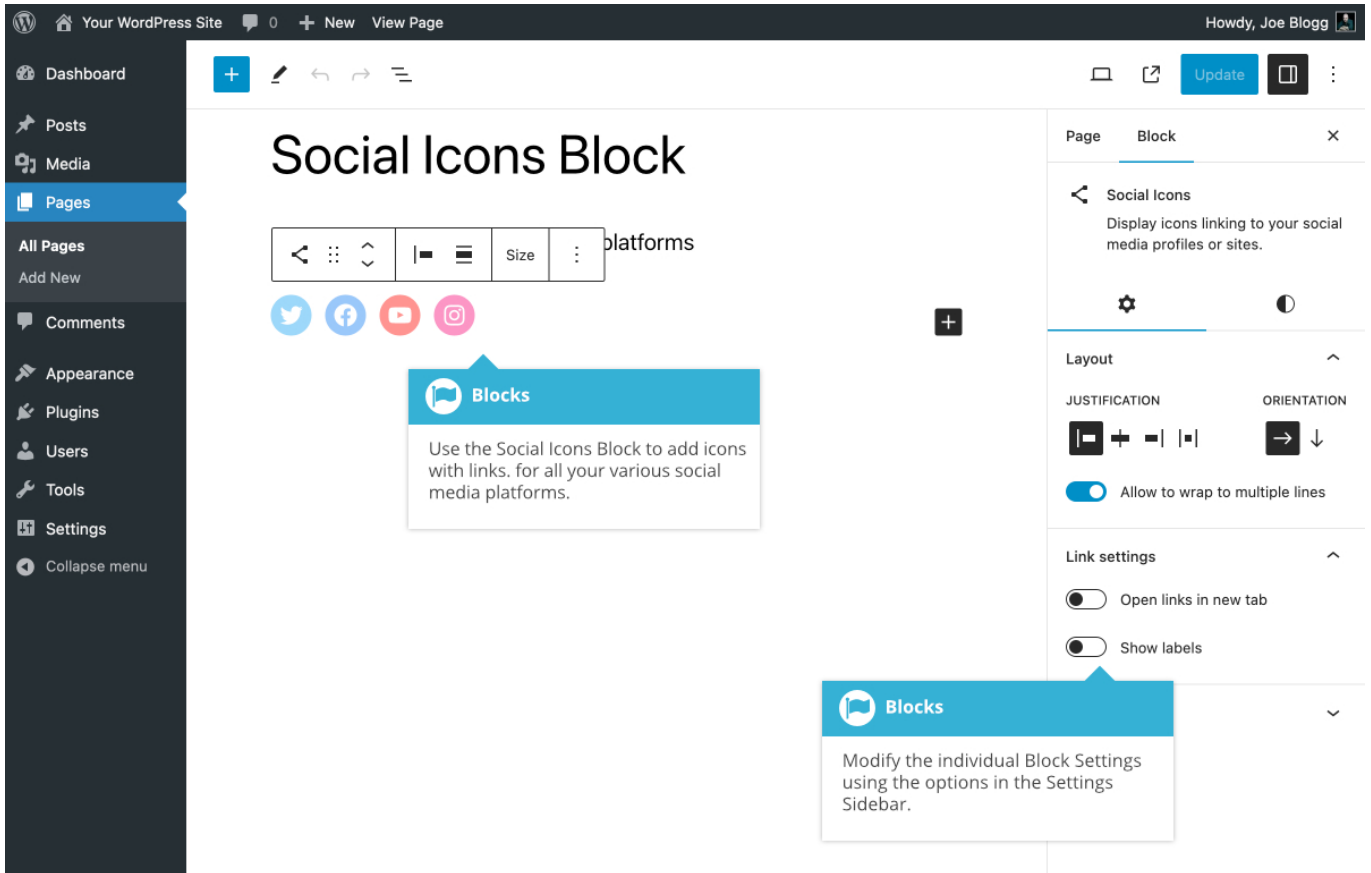 Your WordPress Site 0 New View Page Howdy, Joe Blogg
Dashboard
Posts
Media
Pages
All Pages
Add New
Comments
Appearance
Plugins
Users
Tools
Settings
Collapse menu
Update
Social Icons Block
platforms
Size
Blocks
Use the Social Icons Block to add icons
with links. for all your various social
media platforms.
Page Block
Social Icons
Display icons linking to your social
media profiles or sites.
Layout
JUSTIFICATION ORIENTATION
Allow to wrap to multiple lines
Link settings
Open links in new tab
Show labels
Blocks
Modify the individual Block Settings
using the options in the Settings
Sidebar.